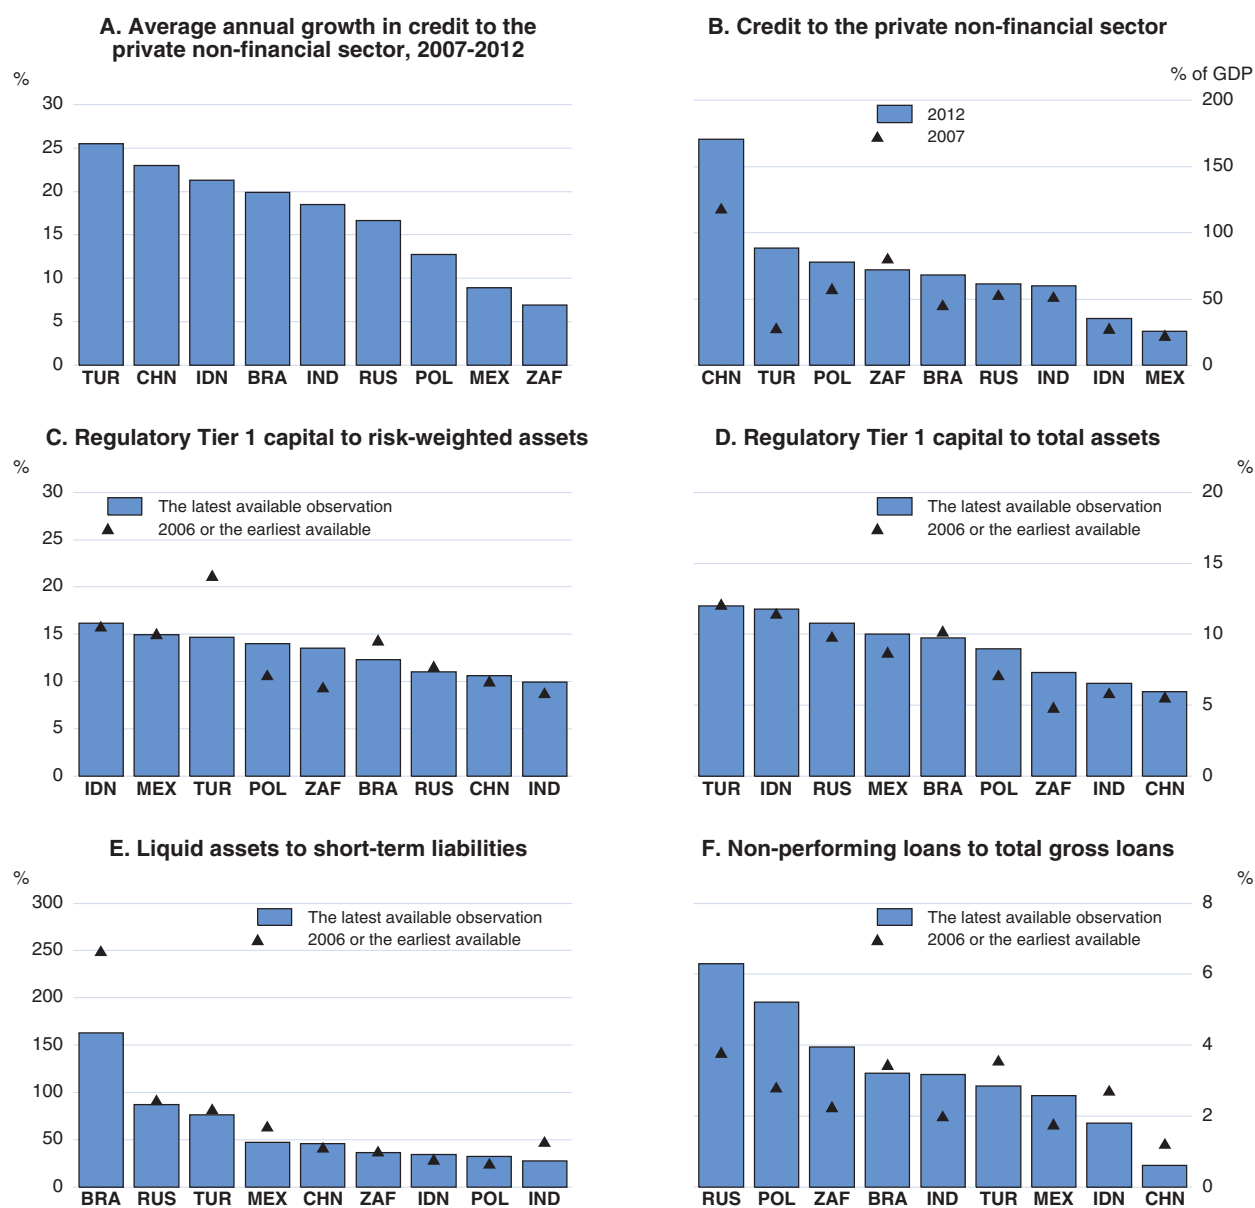 A. Average annual growth in credit to the
private non-financial sector, 2007-2012
%
30
25
20
15
10
5
0
TUR CHN IDN BRA IND RUS POL MEX ZAF
B. Credit to the private non-financial sector
% of GDP
2012
2007
200
150
100
50
0
CHN TUR POL ZAF BRA RUS IND IDN MEX
C. Regulatory Tier 1 capital to risk-weighted assets
%
The latest available observation
2006 or the earliest available
30
25
20
15
10
5
0
IDN MEX TUR POL ZAF BRA RUS CHN IND
D. Regulatory Tier 1 capital to total assets
%
The latest available observation
2006 or the earliest available
20
15
10
5
0
TUR IDN RUS MEX BRA POL ZAF IND CHN
E. Liquid assets to short-term liabilities
%
The latest available observation
2006 or the earliest available
300
250
200
150
100
50
0
BRA RUS TUR MEX CHN ZAF IDN POL IND
F. Non-performing loans to total gross loans
%
The latest available observation
2006 or the earliest available
8
6
4
2
0
RUS POL ZAF BRA IND TUR MEX IDN CHN